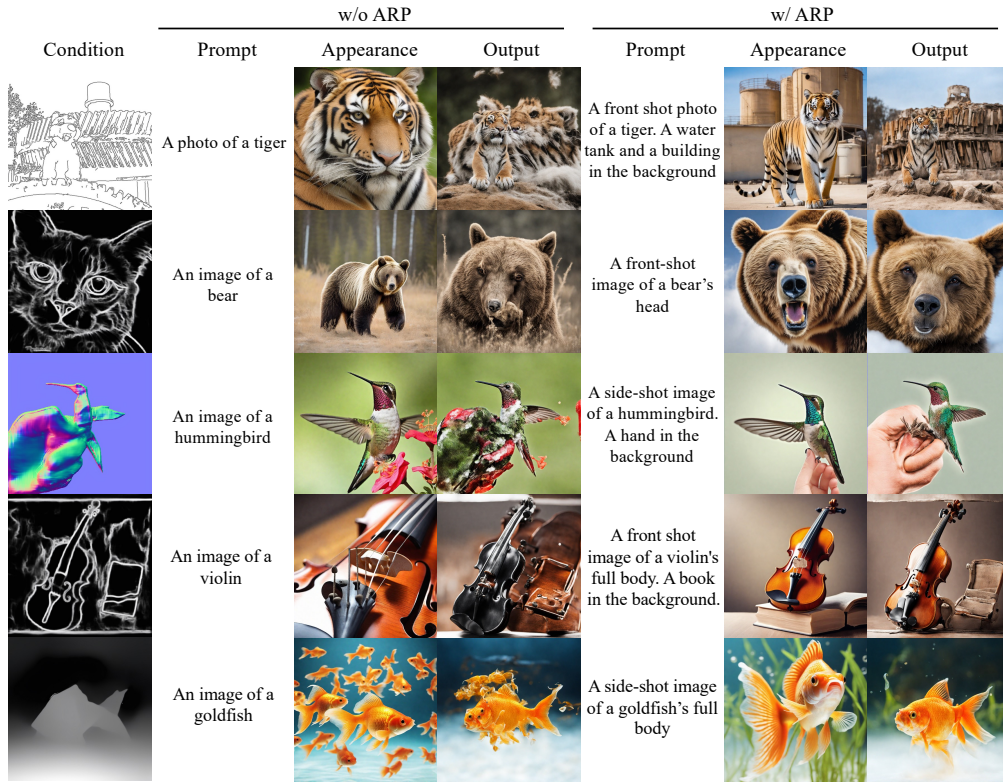 w/o ARP
w/ ARP
Condition
Prompt
Appearance
Output
Prompt
Appearance
Output
A photo of a tiger
A front shot photo
of a tiger. A water
tank and a building
in the background
An image of a
bear
A front-shot
image of a bear's
head
An image of a
hummingbird
A side-shot image
of a hummingbird.
A hand in the
background
An image of a
violin
A front shot
image of a violin's
full body. A book
in the background.
An image of a
goldfish
A side-shot image
of a goldfish's full
body